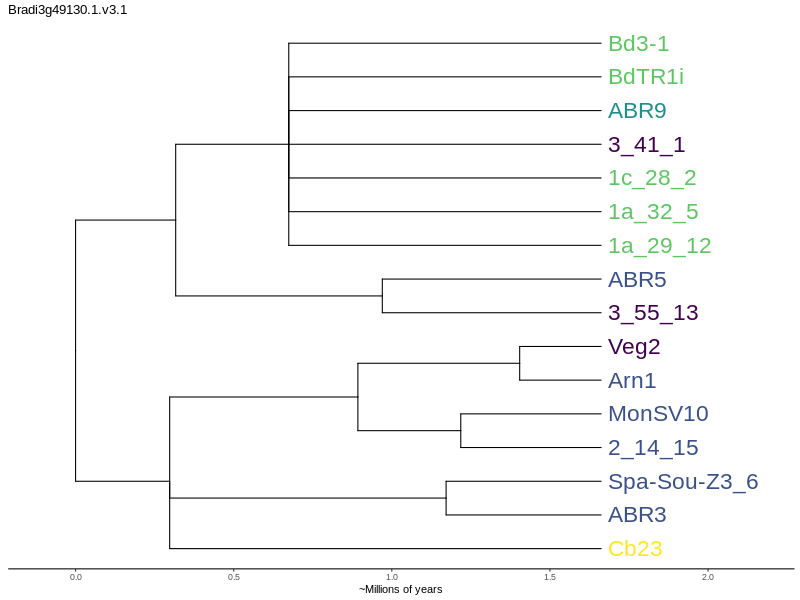 Bradi3g49130.1.v3.1
Bd3-1
BdTR1i
ABR9
3_41_1
1c_28_2
1a_32_5
1a_29_12
ABR5
3_55_13
Veg2
Arn1
MonSV10
2_14_15
Spa-Sou-Z3_6
ABR3
Cb23
0.0 0.5 1.0 1.5 2.0
~Millions of years